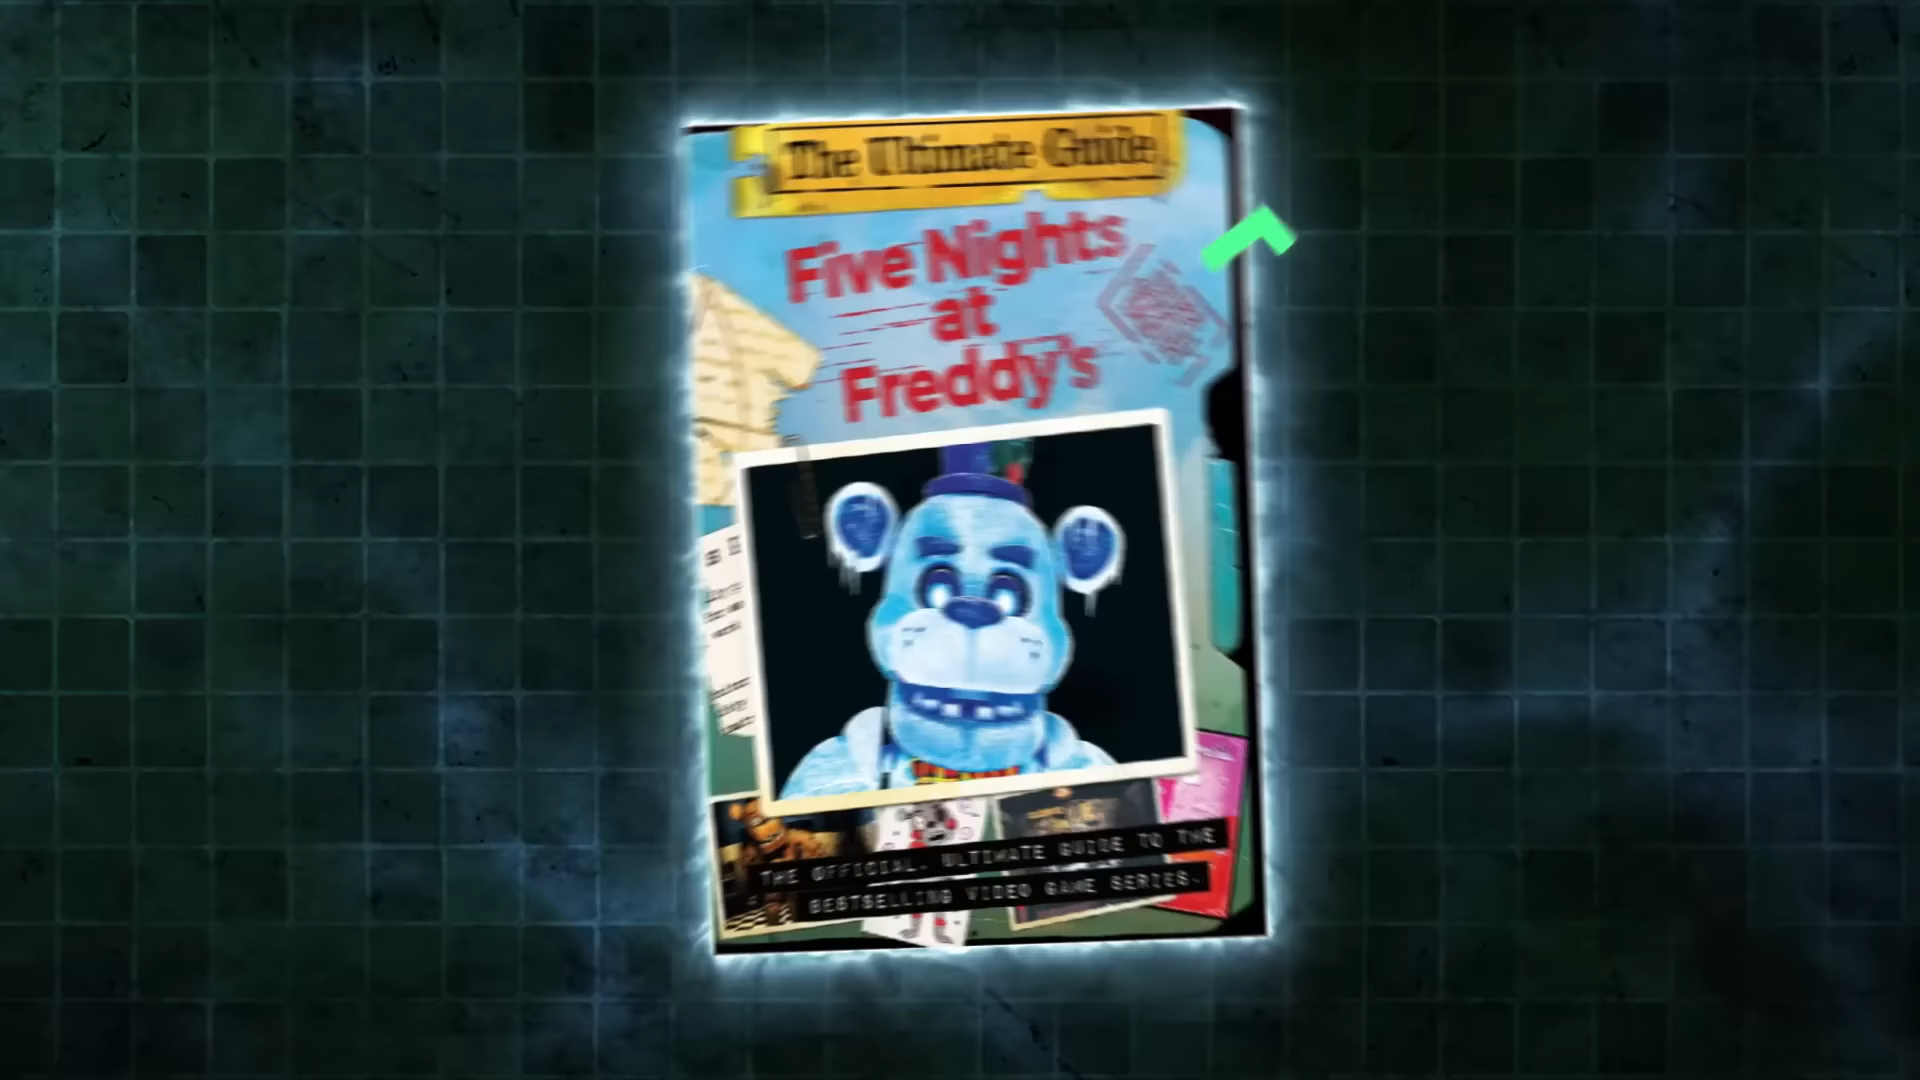 The Ultimate Guide
Five Nights
at
Freddy's
THE OFFICIAL, ULTIMATE GUIDE TO THE
BESTSELLING VIDEO GAME SERIES.